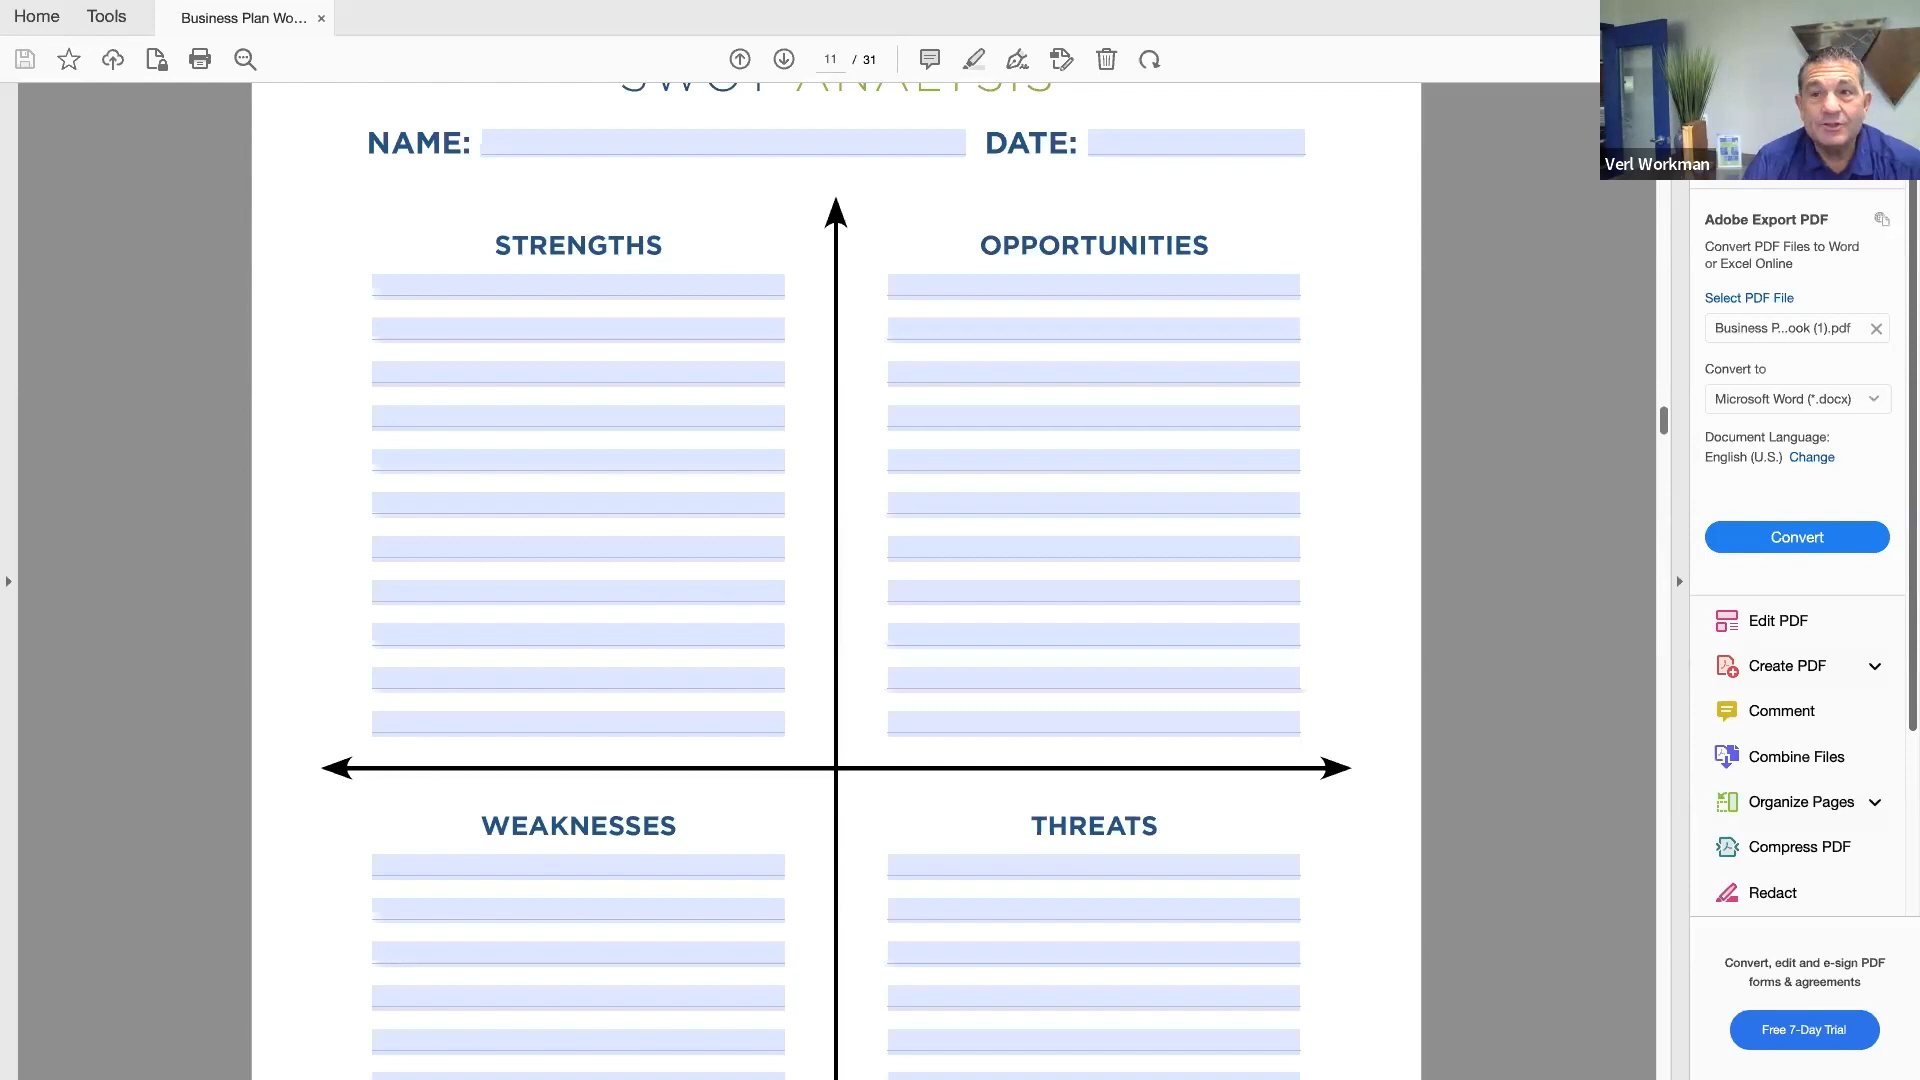 Home
Tools
Business Plan Wo... ×
11 / 31
SWOT ANALYSIS
NAME:
DATE:
STRENGTHS
OPPORTUNITIES
WEAKNESSES
THREATS
Verl Workman
Adobe Export PDF
Convert PDF Files to Word
or Excel Online
Select PDF File
Business P...ook (1).pdf
Convert to
Microsoft Word (*.docx)
Document Language:
English (U.S.) Change
Convert
Edit PDF
Create PDF
Comment
Combine Files
Organize Pages
Compress PDF
Redact
Convert, edit and e-sign PDF
forms & agreements
Free 7-Day Trial